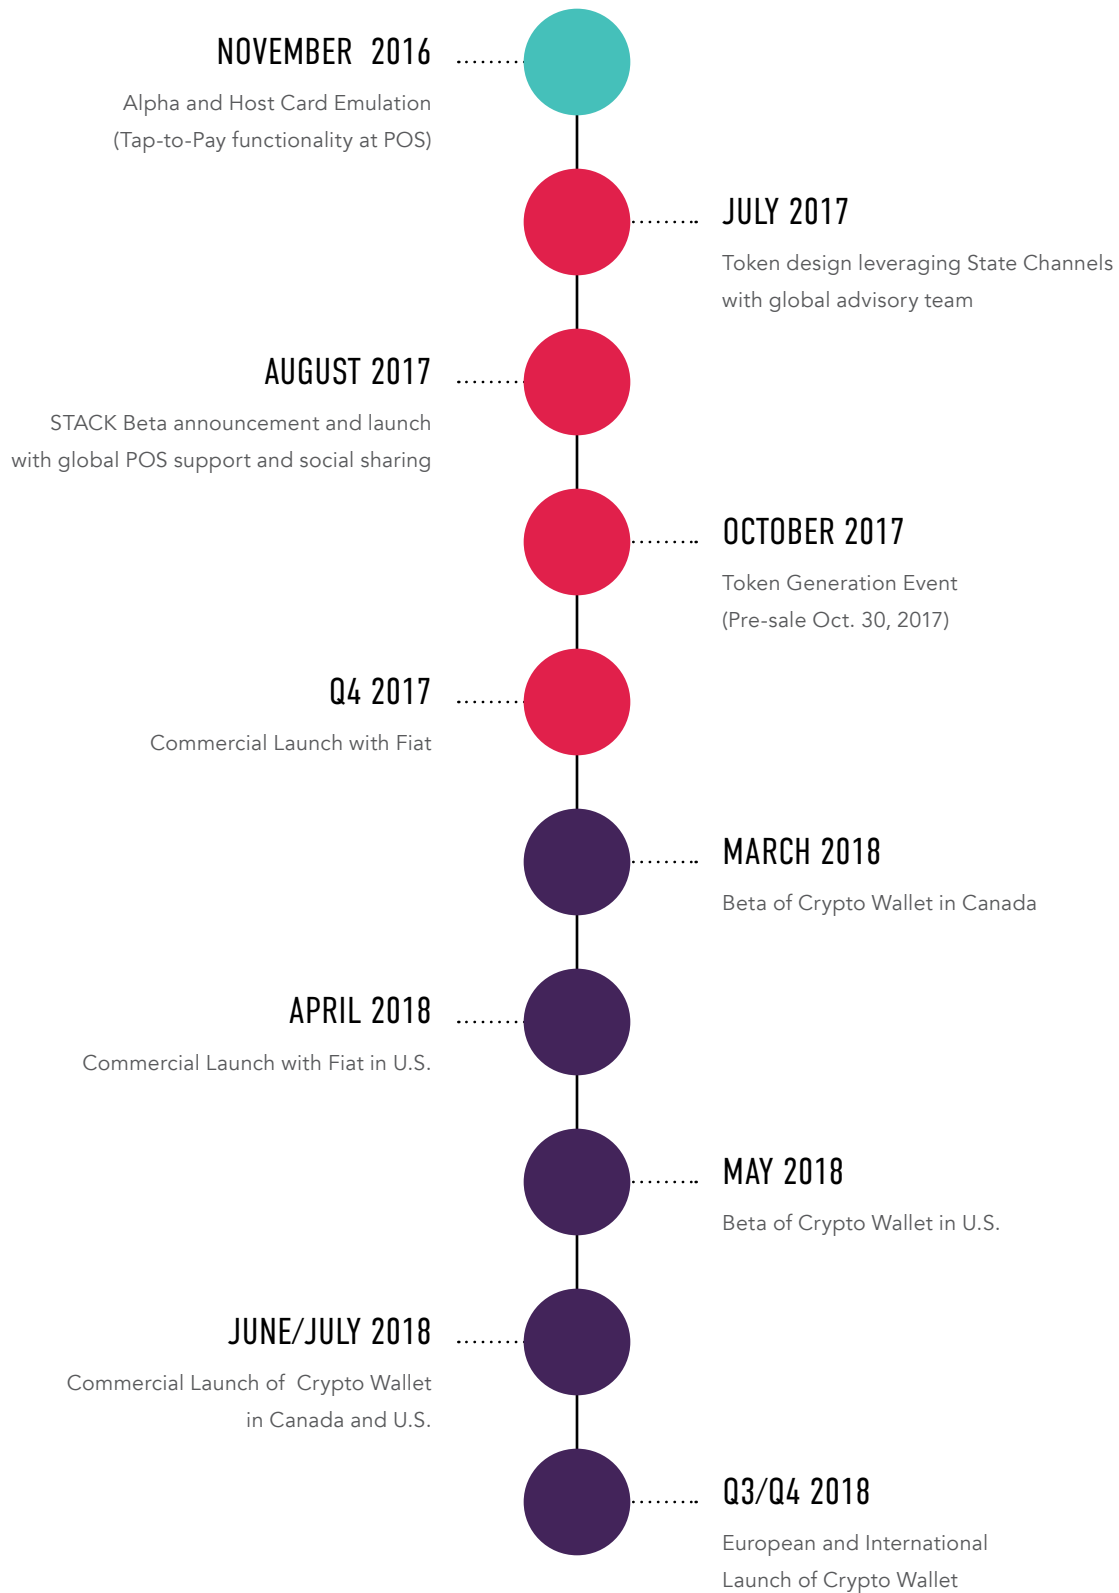 NOVEMBER 2016
Alpha and Host Card Emulation
(Tap-to-Pay functionality at POS)
JULY 2017
Token design leveraging State Channels
with global advisory team
AUGUST 2017
STACK Beta announcement and launch
with global POS support and social sharing
OCTOBER 2017
Token Generation Event
(Pre-sale Oct. 30, 2017)
Q4 2017
Commercial Launch with Fiat
MARCH 2018
Beta of Crypto Wallet in Canada
APRIL 2018
Commercial Launch with Fiat in U.S.
MAY 2018
Beta of Crypto Wallet in U.S.
JUNE/JULY 2018
Commercial Launch of Crypto Wallet
in Canada and U.S.
Q3/Q4 2018
European and International
Launch of Crypto Wallet